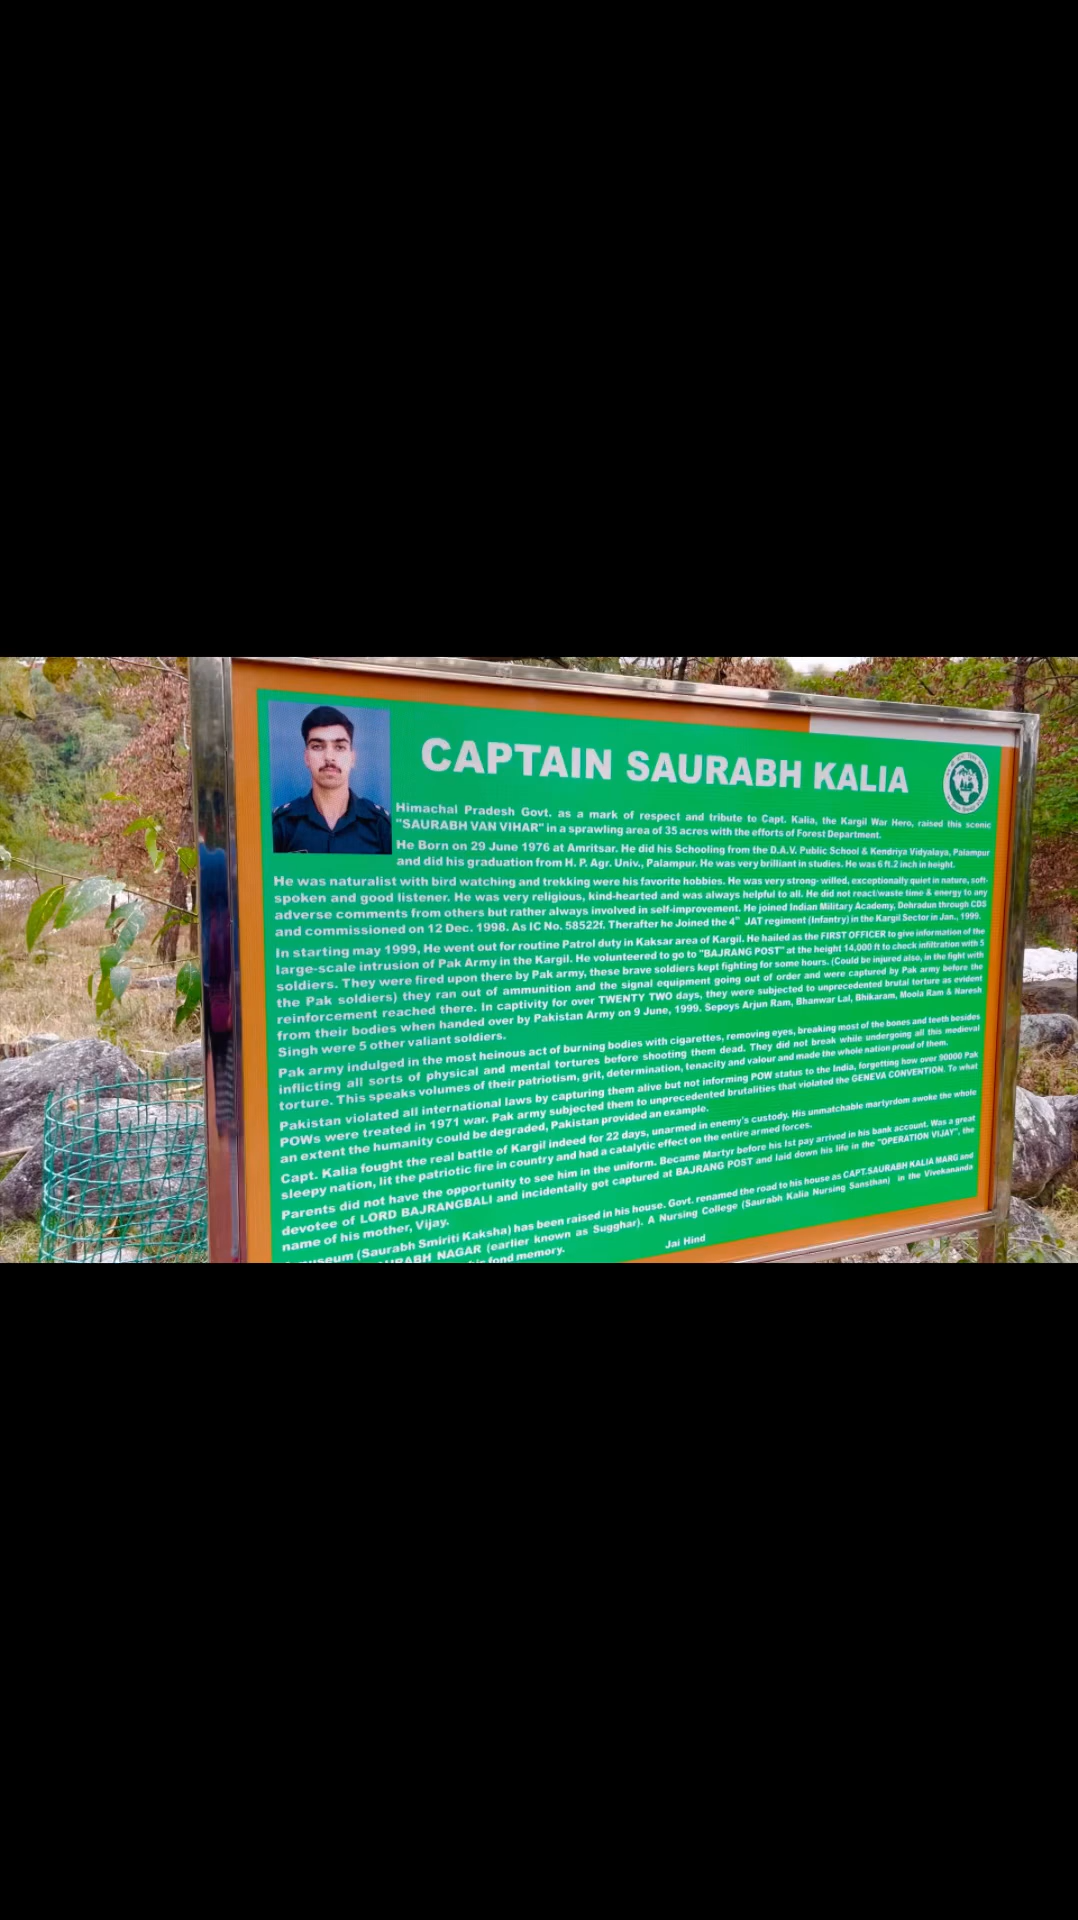 CAPTAIN SAURABH KALIA
Himachal Pradesh Govt. as a mark of respect and tribute to Capt. Kalia, the Kargil War Hero, raised this scenic
"SAURABH VAN VIHAR" in a sprawling area of 35 acres with the efforts of Forest Department.
He Born on 29 June 1976 at Amritsar. He did his Schooling from the D.A.V. Public School & Kendriya Vidyalaya, Palampur
and did his graduation from H. P. Agr. Univ., Palampur. He was very brilliant in studies. He was 6 ft.2 inch in height.
He was naturalist with bird watching and trekking were his favorite hobbies. He was very strong- willed, exceptionally quiet in nature, soft-
spoken and good listener. He was very religious, kind-hearted and was always helpful to all. He did not react/waste time & energy to any
adverse comments from others but rather always involved in self-improvement. He joined Indian Military Academy, Dehradun through CDS
and commissioned on 12 Dec. 1998. As IC No. 58522f. Therafter he Joined the 4" JAT regiment (Infantry) in the Kargil Sector in Jan., 1999.
In starting may 1999, He went out for routine Patrol duty in Kaksar area of Kargil. He hailed as the FIRST OFFICER to give information of the
large-scale intrusion of Pak Army in the Kargil. He volunteered to go to "BAJRANG POST" at the height 14,000 ft to check infiltration with 5
soldiers. They were fired upon there by Pak army, these brave soldiers kept fighting for some hours. (Could be injured also, in the fight with
the Pak soldiers) they ran out of ammunition and the signal equipment going out of order and were captured by Pak army before the
reinforcement reached there. In captivity for over TWENTY TWO days, they were subjected to unprecedented brutal torture as evident
from their bodies when handed over by Pakistan Army on 9 June, 1999. Sepoys Arjun Ram, Bhanwar Lal, Bhikaram, Moola Ram & Naresh
Singh were 5 other valiant soldiers.
Pak army indulged in the most heinous act of burning bodies with cigarettes, removing eyes, breaking most of the bones and teeth besides
inflicting all sorts of physical and mental tortures before shooting them dead. They did not break while undergoing all this medieval
torture. This speaks volumes of their patriotism, grit, determination, tenacity and valour and made the whole nation proud of them.
Pakistan violated all international laws by capturing them alive but not informing POW status to the India, forgetting how over 90000 Pak
POWs were treated in 1971 war. Pak army subjected them to unprecedented brutalities that violated the GENEVA CONVENTION. To what
an extent the humanity could be degraded, Pakistan provided an example.
Capt. Kalia fought the real battle of Kargil indeed for 22 days, unarmed in enemy's custody. His unmatchable martyrdom awoke the whole
sleepy nation, lit the patriotic fire in country and had a catalytic effect on the entire armed forces.
Parents did not have the opportunity to see him in the uniform. Became Martyr before his Ist pay arrived in his bank account. Was a great
devotee of LORD BAJRANGBALI and incidentally got captured at BAJRANG POST and laid down his life in the "OPERATION VIJAY", the
name of his mother, Vijay.
museum (Saurabh Smiriti Kaksha) has been raised in his house. Govt. renamed the road to his house as CAPT.SAURABH KALIA MARG and
NAGAR (earlier known as Sugghar). A Nursing College (Saurabh Kalia Nursing Sansthan) in the Vivekananda
fond memory.
Jai Hind